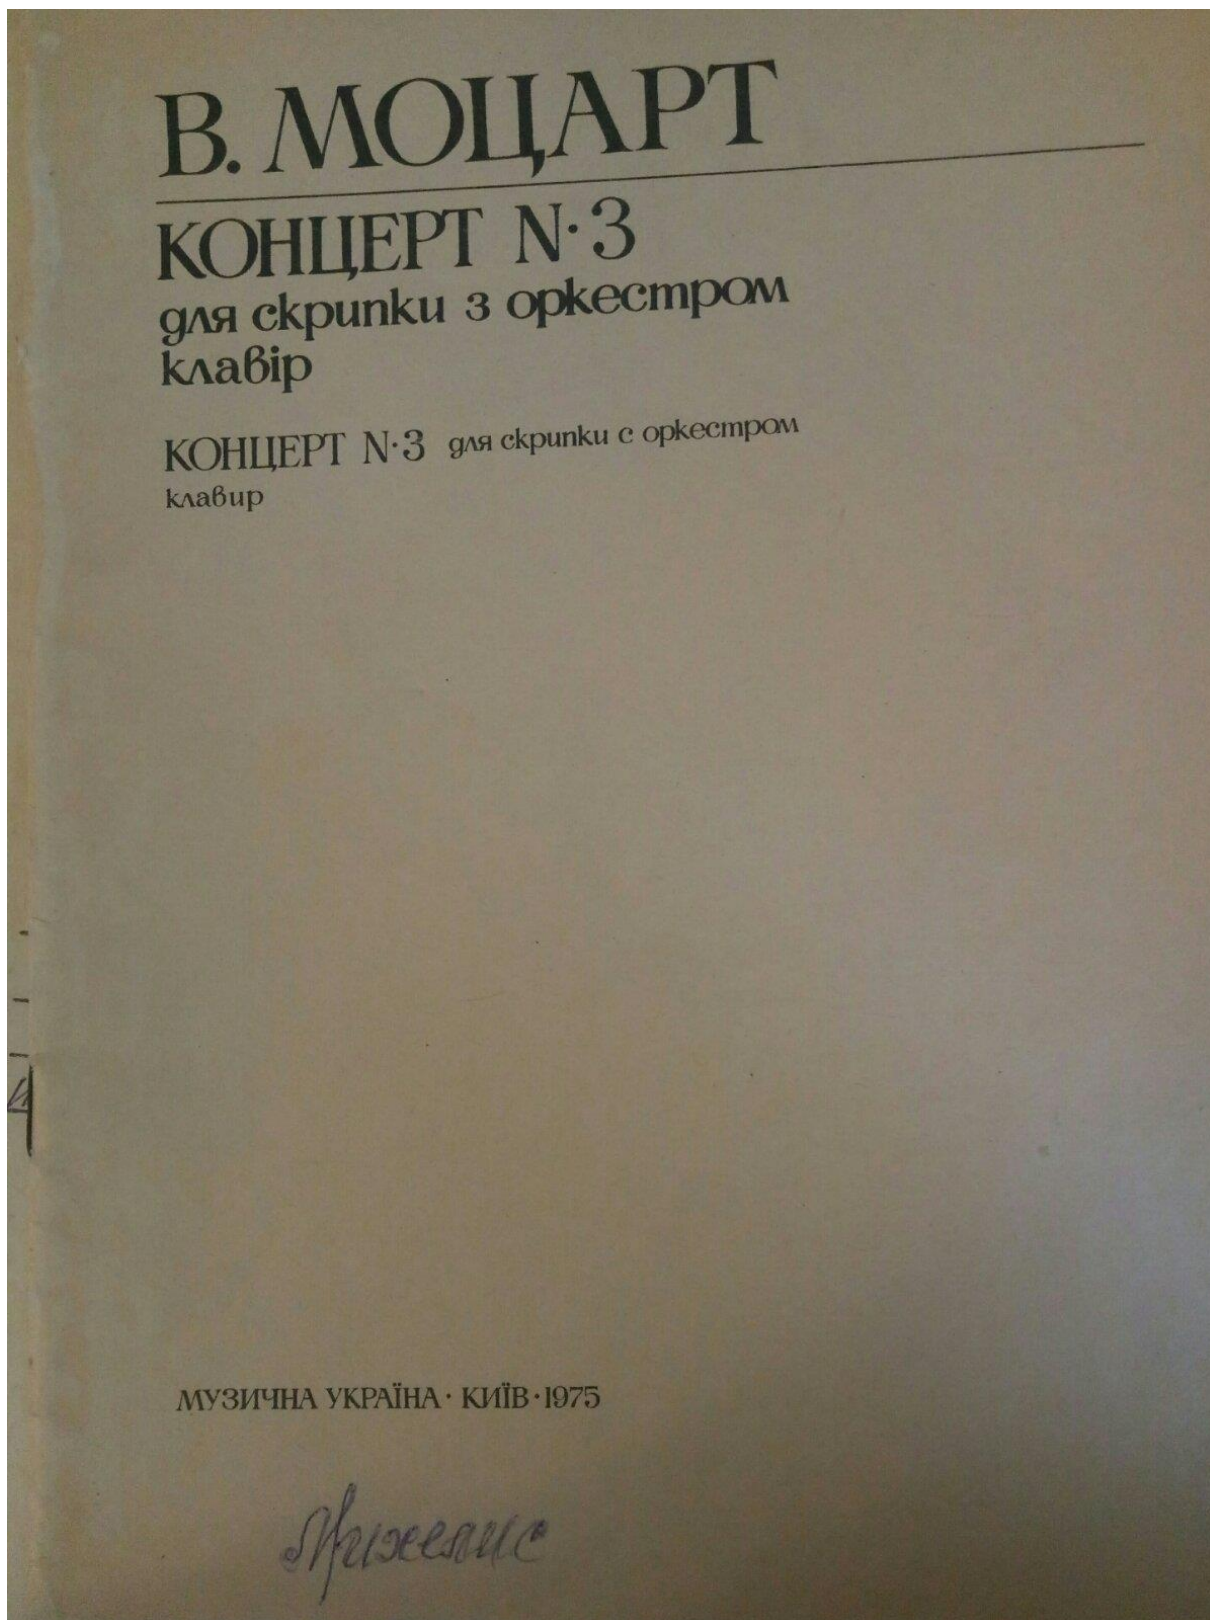 В. МОЦАРТ
КОНЦЕРТ N·3
для скрипки з оркестром
клавір
КОНЦЕРТ N·3 для скрипки с оркестром
клавир
МУЗИЧНА УКРАЇНА · КИЇВ · 1975